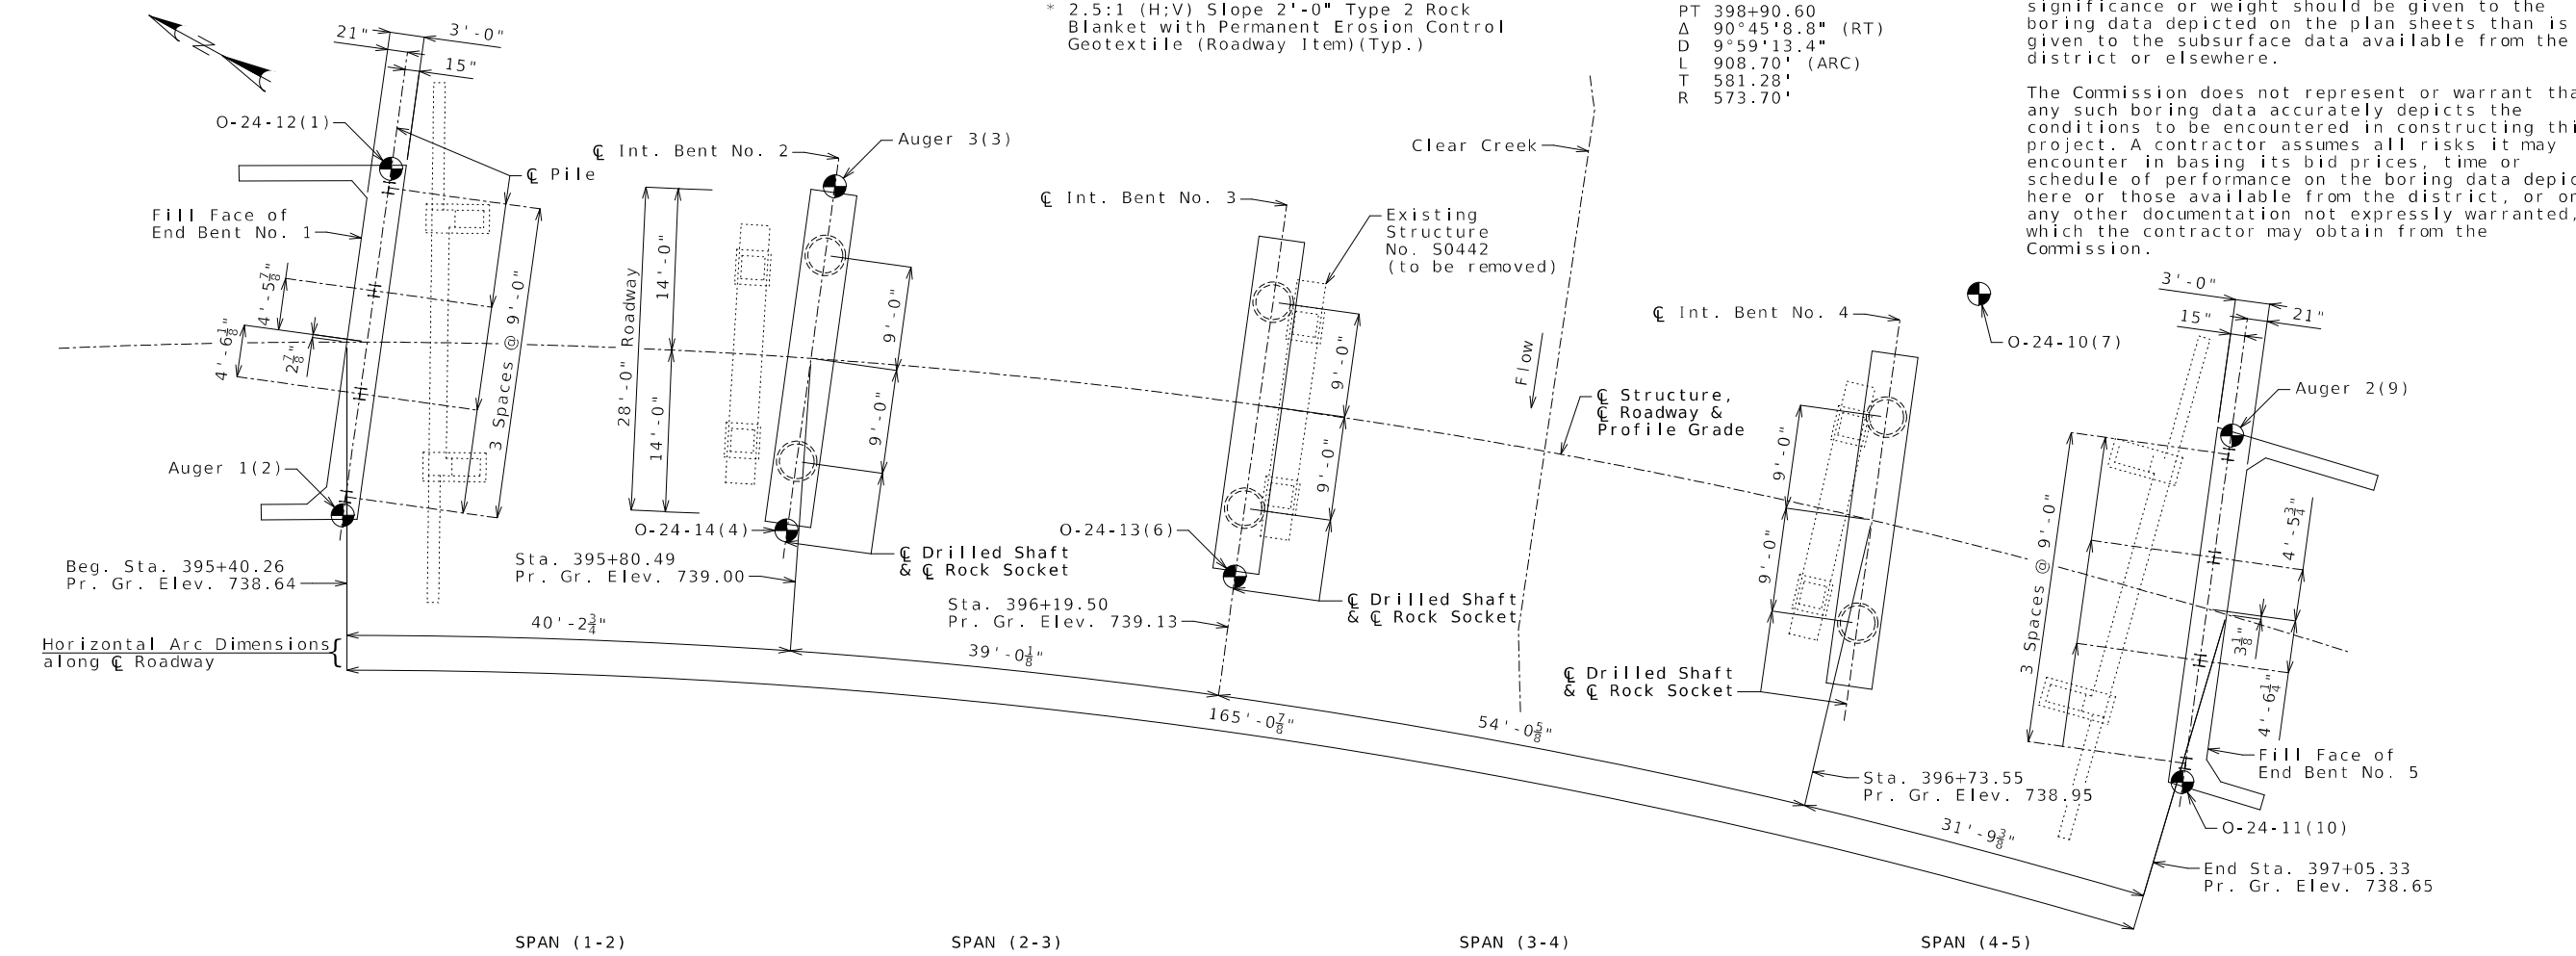 * 2.5:1 (H;V) Slope 2'-0" Type 2 Rock
Blanket with Permanent Erosion Control
Geotextile (Roadway Item)(Typ.)
PT 398+90.60
Δ 90°45'8.8" (RT)
D 9°59'13.4"
L 908.70' (ARC)
T 581.28'
R 573.70'
significance or weight should be given to the
boring data depicted on the plan sheets than is
given to the subsurface data available from the
district or elsewhere.
The Commission does not represent or warrant tha
any such boring data accurately depicts the
conditions to be encountered in constructing thi
project. A contractor assumes all risks it may
encounter in basing its bid prices, time or
schedule of performance on the boring data depic
here or those available from the district, or on
any other documentation not expressly warranted,
which the contractor may obtain from the
Commission.
N
21"
3'-0"
15"
O-24-12(1)
℄ Pile
Fill Face of
End Bent No. 1
4'-5⅞"
4'-6⅛"
2⅞"
3 Spaces @ 9'-0"
Auger 1(2)
Beg. Sta. 395+40.26
Pr. Gr. Elev. 738.64
Horizontal Arc Dimensions
along ℄ Roadway
℄ Int. Bent No. 2
Auger 3(3)
28'-0" Roadway
14'-0"
14'-0"
9'-0"
9'-0"
O-24-14(4)
Sta. 395+80.49
Pr. Gr. Elev. 739.00
℄ Drilled Shaft
& ℄ Rock Socket
℄ Int. Bent No. 3
Existing
Structure
No. S0442
(to be removed)
9'-0"
9'-0"
O-24-13(6)
Sta. 396+19.50
Pr. Gr. Elev. 739.13
℄ Drilled Shaft
& ℄ Rock Socket
Clear Creek
Flow
℄ Structure,
℄ Roadway &
Profile Grade
℄ Int. Bent No. 4
9'-0"
9'-0"
℄ Drilled Shaft
& ℄ Rock Socket
Sta. 396+73.55
Pr. Gr. Elev. 738.95
O-24-10(7)
3'-0"
15"
21"
Auger 2(9)
3 Spaces @ 9'-0"
4'-5¾"
3⅛"
4'-6¼"
Fill Face of
End Bent No. 5
O-24-11(10)
End Sta. 397+05.33
Pr. Gr. Elev. 738.65
40'-2¾"
39'-0⅛"
165'-0⅞"
54'-0⅝"
31'-9⅜"
SPAN (1-2)
SPAN (2-3)
SPAN (3-4)
SPAN (4-5)